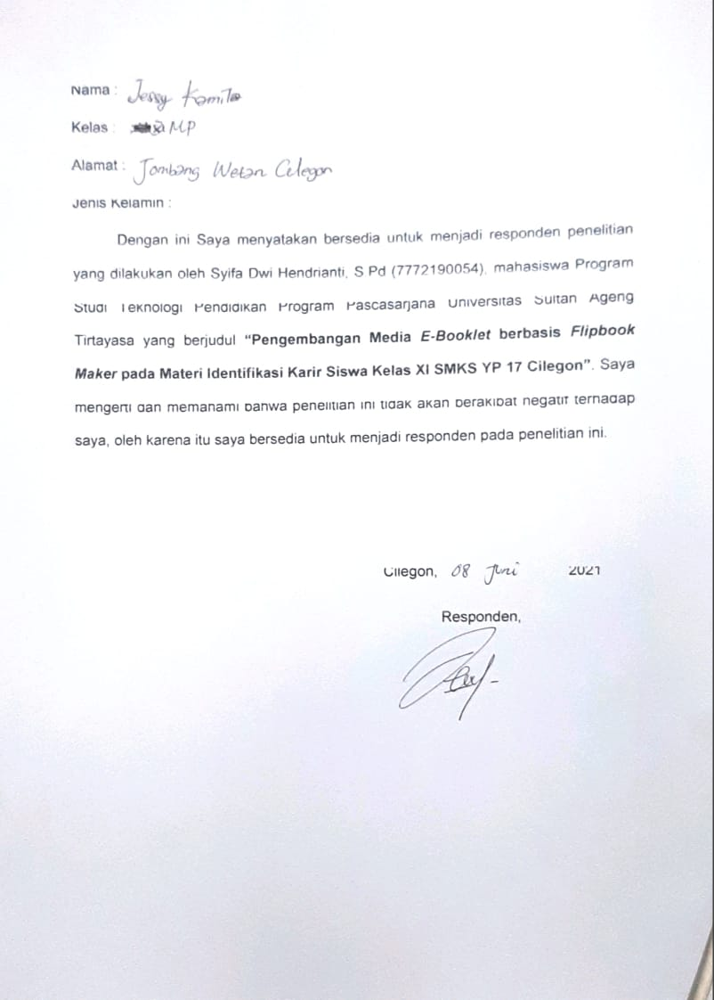 Nama : Jessy Kamila
Kelas : XI MP
Alamat : Jombang Wetan Cilegon
Jenis Kelamin :
Dengan ini Saya menyatakan bersedia untuk menjadi responden penelitian
yang dilakukan oleh Syifa Dwi Hendrianti, S Pd (7772190054), mahasiswa Program
Studi Teknologi Pendidikan Program Pascasarjana Universitas Sultan Ageng
Tirtayasa yang berjudul “Pengembangan Media E-Booklet berbasis Flipbook
Maker pada Materi Identifikasi Karir Siswa Kelas XI SMKS YP 17 Cilegon”. Saya
mengerti dan memahami bahwa penelitian ini tidak akan berakibat negatif terhadap
saya, oleh karena itu saya bersedia untuk menjadi responden pada penelitian ini.
Cilegon, 08 Juni 2021
Responden,